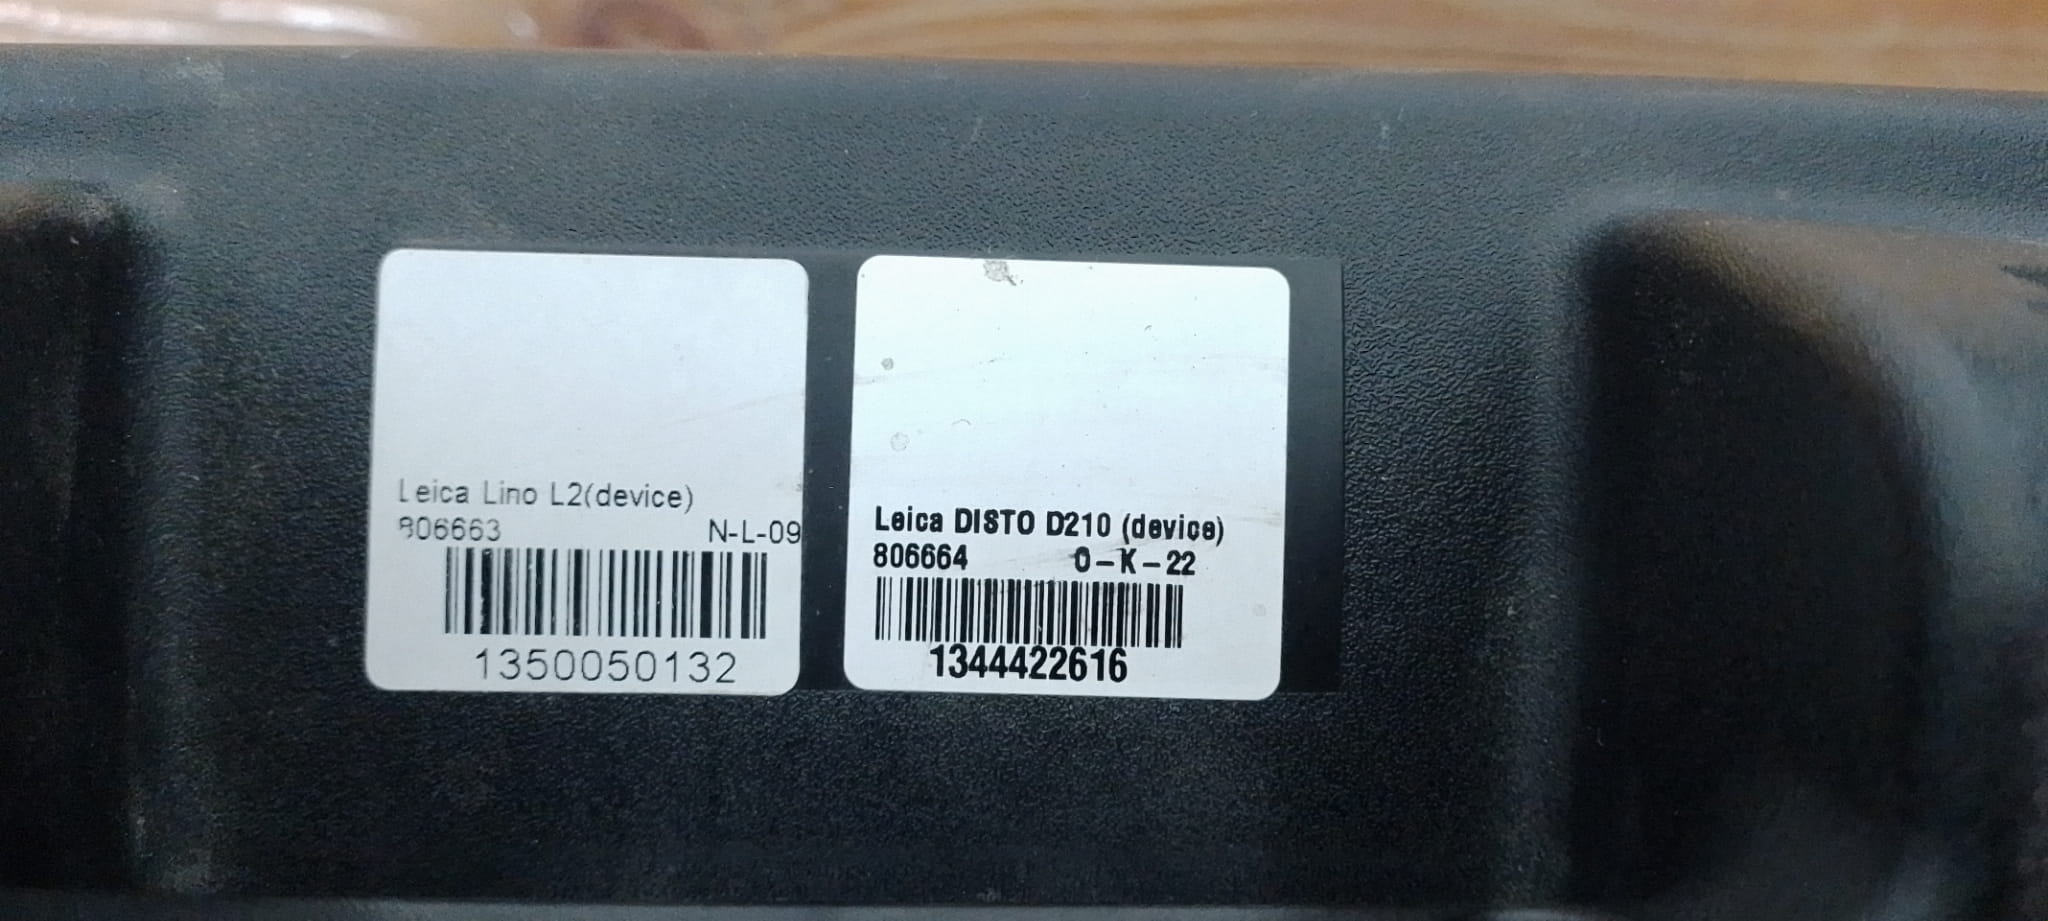 Leica Lino L2(device)
806663 N-L-09
1350050132
Leica DISTO D210 (device)
806664 0-K-22
1344422616